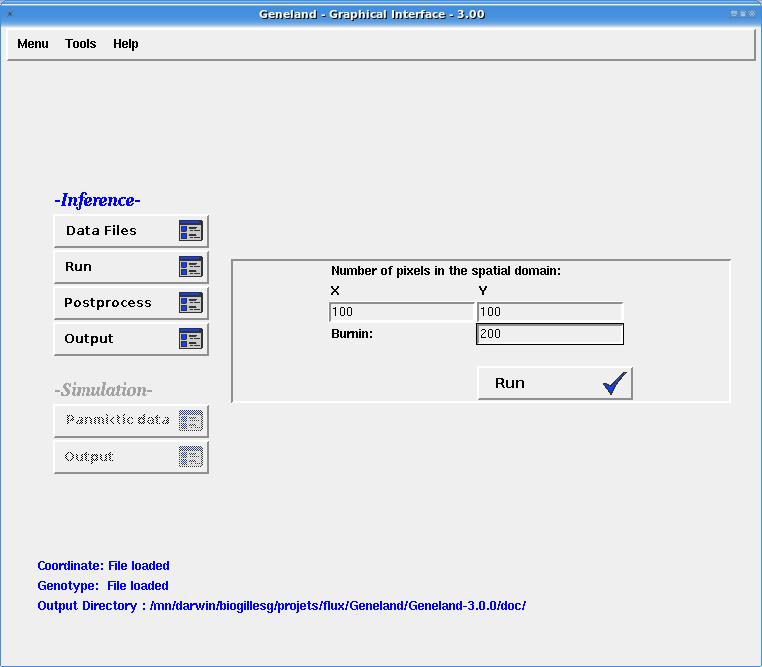 Geneland - Graphical Interface - 3.00
Menu Tools Help
-Inference-
Data Files
Run
Postprocess
Output
-Simulation-
Panmictic data
Output
Number of pixels in the spatial domain:
X Y
100 100
Burnin: 200
Run
Coordinate: File loaded
Genotype: File loaded
Output Directory : /mn/darwin/biogillesg/projets/flux/Geneland/Geneland-3.0.0/doc/